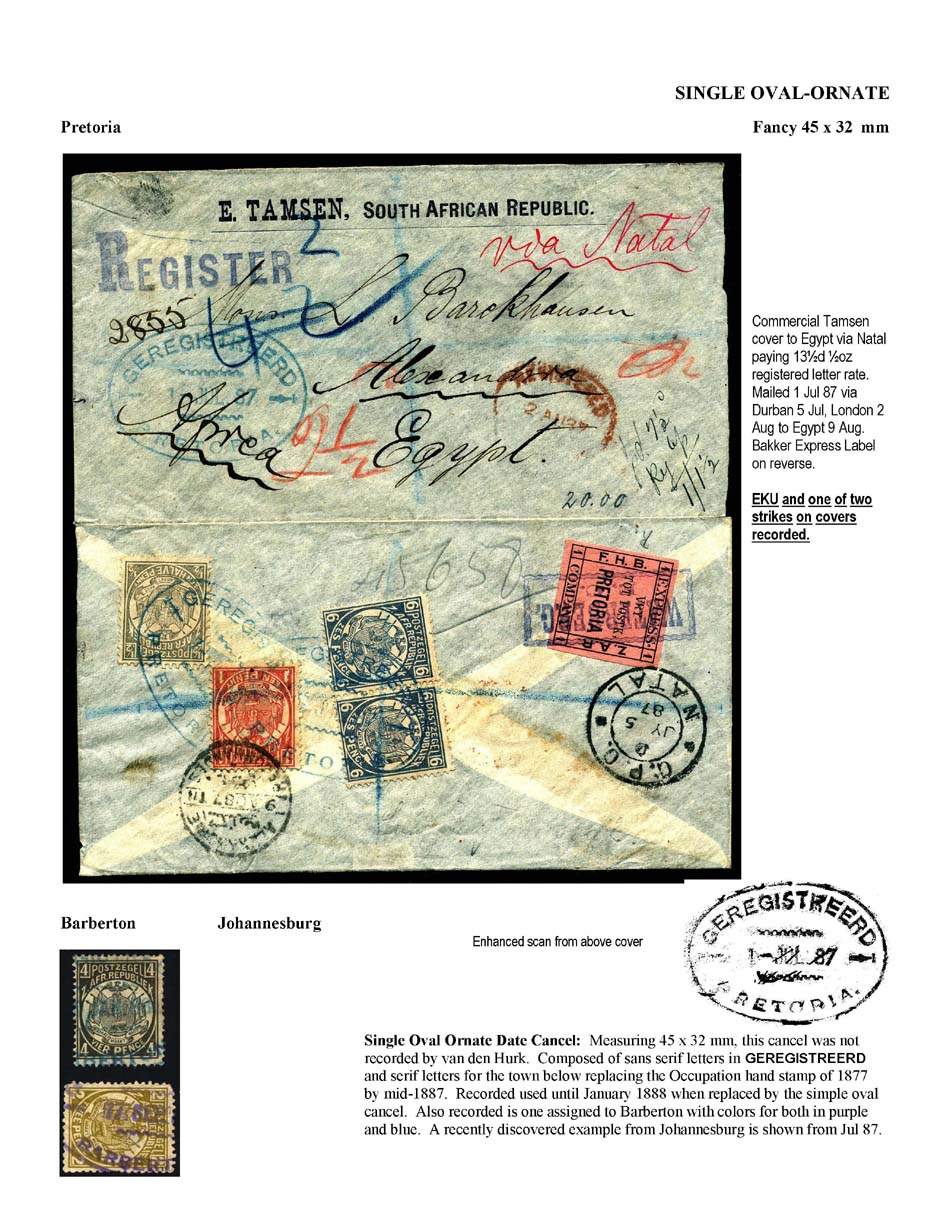 SINGLE OVAL-ORNATE
Pretoria
Fancy 45 x 32 mm
E. TAMSEN, SOUTH AFRICAN REPUBLIC.
via Natal
REGISTER
2
2855
Mons. L. Barckhausen
Alexandria
Egypt.
GEREGISTREERD
87
20.00
Commercial Tamsen
cover to Egypt via Natal
paying 13½d ½oz
registered letter rate.
Mailed 1 Jul 87 via
Durban 5 Jul, London 2
Aug to Egypt 9 Aug.
Bakker Express Label
on reverse.
EKU and one of two
strikes on covers
recorded.
F.H.B.
EXPRESS
PRETORIA
COMPANY
Z.A.R.
G.P.O. NATAL
JY 5
87
POSTZEGEL
AFR. REPUBLIEK
ZES PENCE
6
EEN PENNY
1
PRETORIA
Barberton
Johannesburg
Enhanced scan from above cover
GEREGISTREERD
1-JUL.87
PRETORIA.
4 POSTZEGEL 4
AFR. REPUBLIEK
VIER PENCE
BARBERT
Single Oval Ornate Date Cancel: Measuring 45 x 32 mm, this cancel was not
recorded by van den Hurk. Composed of sans serif letters in GEREGISTREERD
and serif letters for the town below replacing the Occupation hand stamp of 1877
by mid-1887. Recorded used until January 1888 when replaced by the simple oval
cancel. Also recorded is one assigned to Barberton with colors for both in purple
and blue. A recently discovered example from Johannesburg is shown from Jul 87.